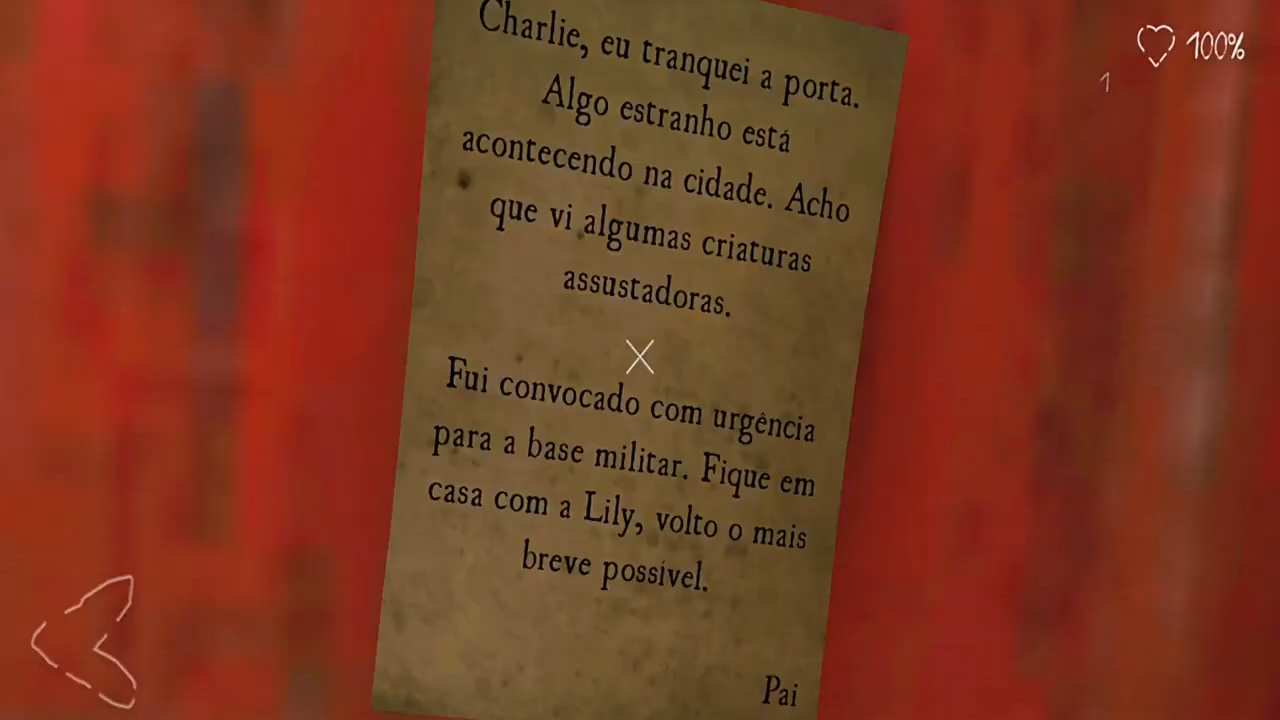 Charlie, eu tranquei a porta.
Algo estranho está
acontecendo na cidade. Acho
que vi algumas criaturas
assustadoras.
Fui convocado com urgência
para a base militar. Fique em
casa com a Lily, volto o mais
breve possível.
Pai
100%
1